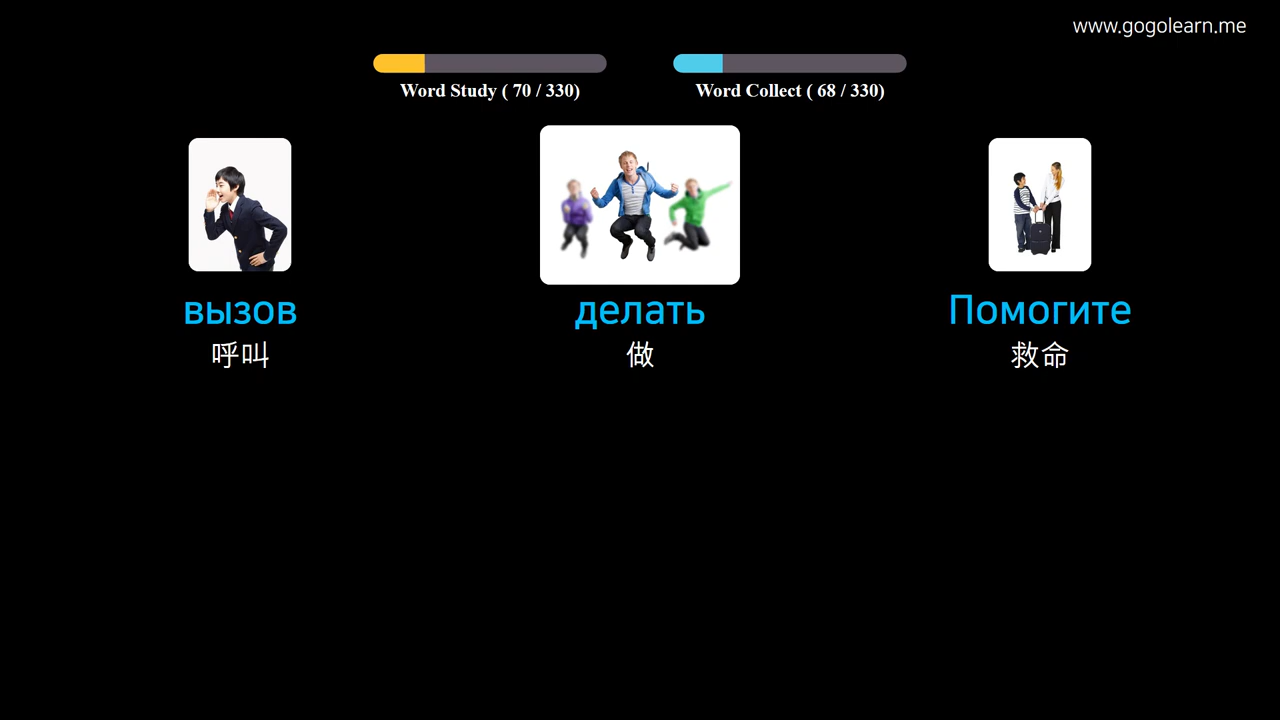 www.gogolearn.me
Word Study ( 70 / 330)
Word Collect ( 68 / 330)
вызов
呼叫
делать
做
Помогите
救命